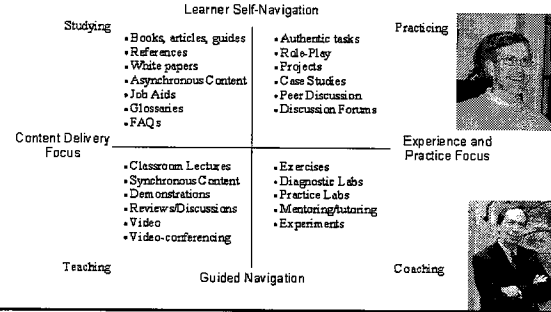 Learner Self-Navigation
Studying
Practicing
• Books, articles, guides
• References
• White papers
• Asynchronous Content
• Job Aids
• Glossaries
• FAQs
• Authentic tasks
• Role-Play
• Projects
• Case Studies
• Peer Discussion
• Discussion Forums
Content Delivery
Focus
Experience and
Practice Focus
• Classroom Lectures
• Synchronous Content
• Demonstrations
• Reviews/Discussions
• Video
• Video-conferencing
• Exercises
• Diagnostic Labs
• Practice Labs
• Mentoring/tutoring
• Experiments
Teaching
Guided Navigation
Coaching